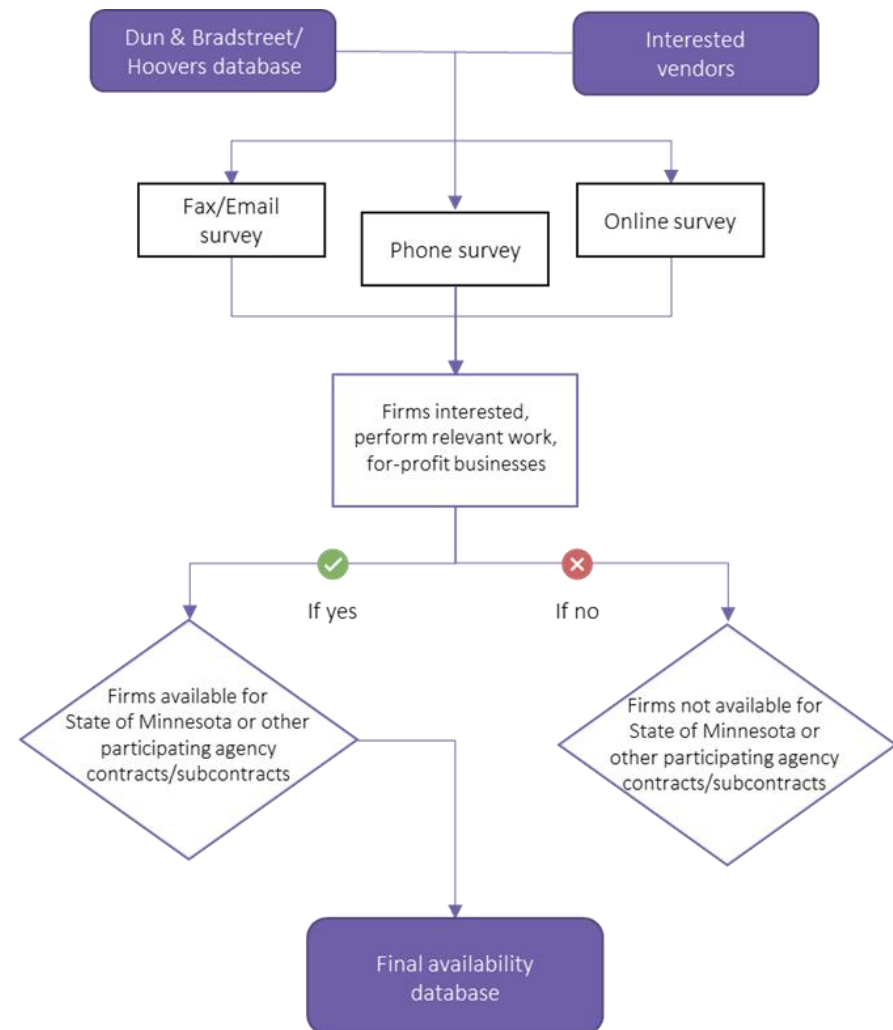 Dun & Bradstreet/
Hoovers database
Interested
vendors
Fax/Email
survey
Phone survey
Online survey
Firms interested,
perform relevant work,
for-profit businesses
If yes
If no
Firms available for
State of Minnesota or other
participating agency
contracts/subcontracts
Firms not available for
State of Minnesota or
other participating agency
contracts/subcontracts
Final availability
database